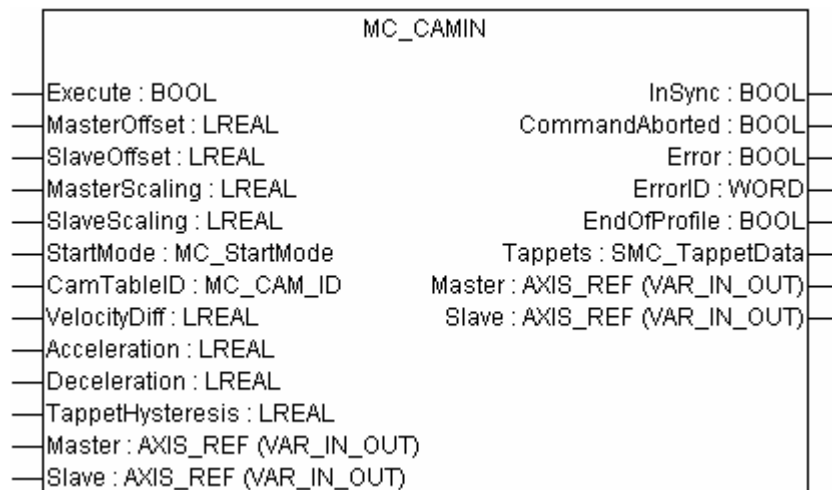 MC_CAMIN
Execute : BOOL InSync : BOOL
MasterOffset : LREAL CommandAborted : BOOL
SlaveOffset : LREAL Error : BOOL
MasterScaling : LREAL ErrorID : WORD
SlaveScaling : LREAL EndOfProfile : BOOL
StartMode : MC_StartMode Tappets : SMC_TappetData
CamTableID : MC_CAM_ID Master : AXIS_REF (VAR_IN_OUT)
VelocityDiff : LREAL Slave : AXIS_REF (VAR_IN_OUT)
Acceleration : LREAL
Deceleration : LREAL
TappetHysteresis : LREAL
Master : AXIS_REF (VAR_IN_OUT)
Slave : AXIS_REF (VAR_IN_OUT)